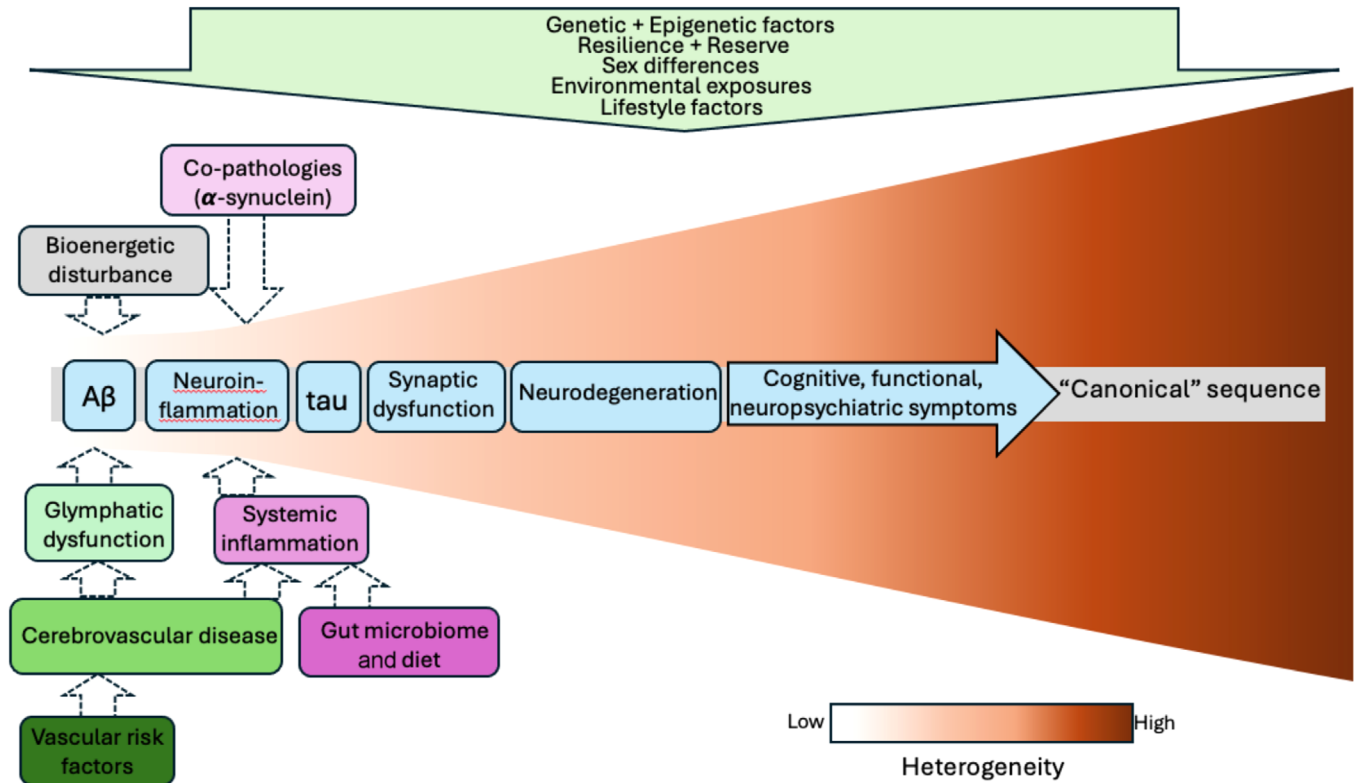 Genetic + Epigenetic factors
Resilience + Reserve
Sex differences
Environmental exposures
Lifestyle factors
Co-pathologies
(α-synuclein)
Bioenergetic
disturbance
Aβ
Neuroin-
flammation
tau
Synaptic
dysfunction
Neurodegeneration
Cognitive, functional,
neuropsychiatric symptoms
“Canonical” sequence
Glymphatic
dysfunction
Systemic
inflammation
Cerebrovascular disease
Gut microbiome
and diet
Vascular risk
factors
Low
High
Heterogeneity